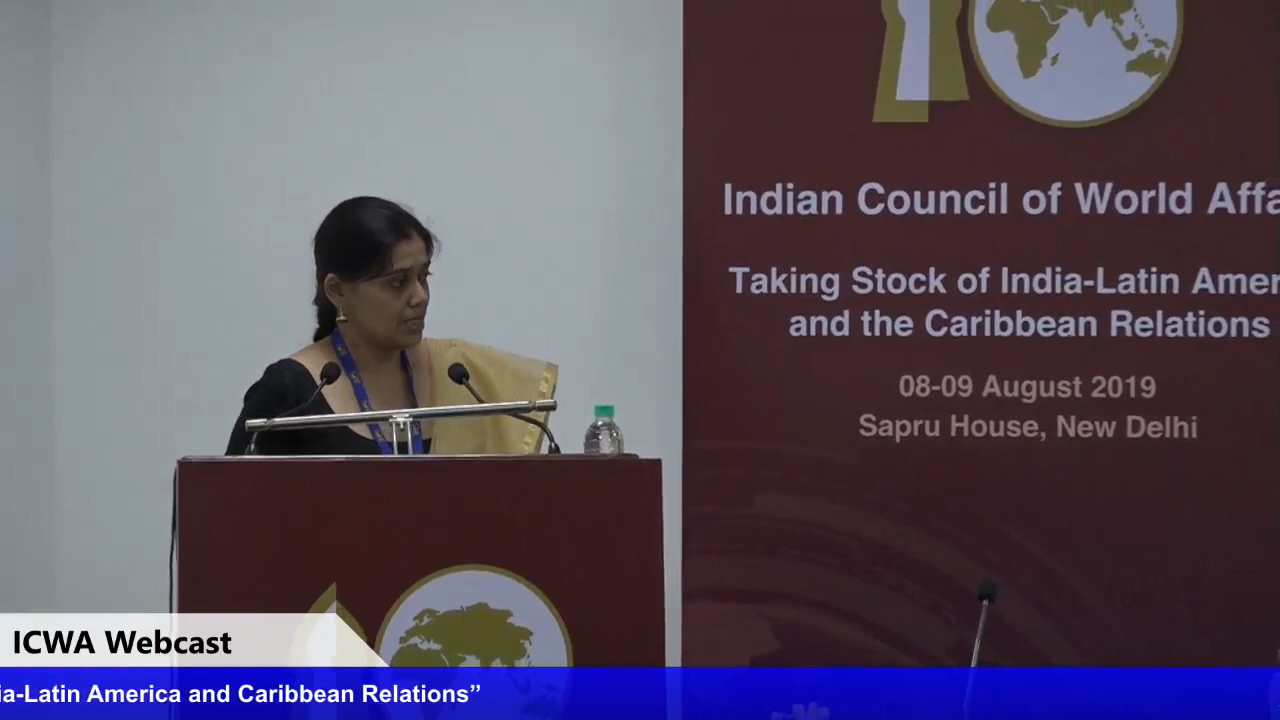 Indian Council of World Affa
Taking Stock of India-Latin Amer
and the Caribbean Relations
08-09 August 2019
Sapru House, New Delhi
ICWA Webcast
ia-Latin America and Caribbean Relations”